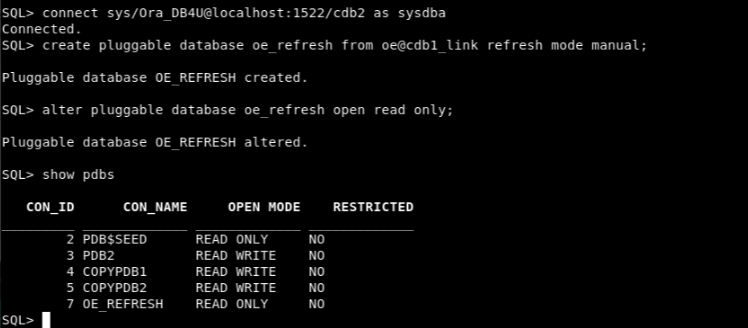 SQL> connect sys/Ora_DB4U@localhost:1522/cdb2 as sysdba
Connected.
SQL> create pluggable database oe_refresh from oe@cdb1_link refresh mode manual;
Pluggable database OE_REFRESH created.
SQL> alter pluggable database oe_refresh open read only;
Pluggable database OE_REFRESH altered.
SQL> show pdbs
CON_ID CON_NAME OPEN MODE RESTRICTED
2 PDB$SEED READ ONLY NO
3 PDB2 READ WRITE NO
4 COPYPDB1 READ WRITE NO
5 COPYPDB2 READ WRITE NO
7 OE_REFRESH READ ONLY NO
SQL>